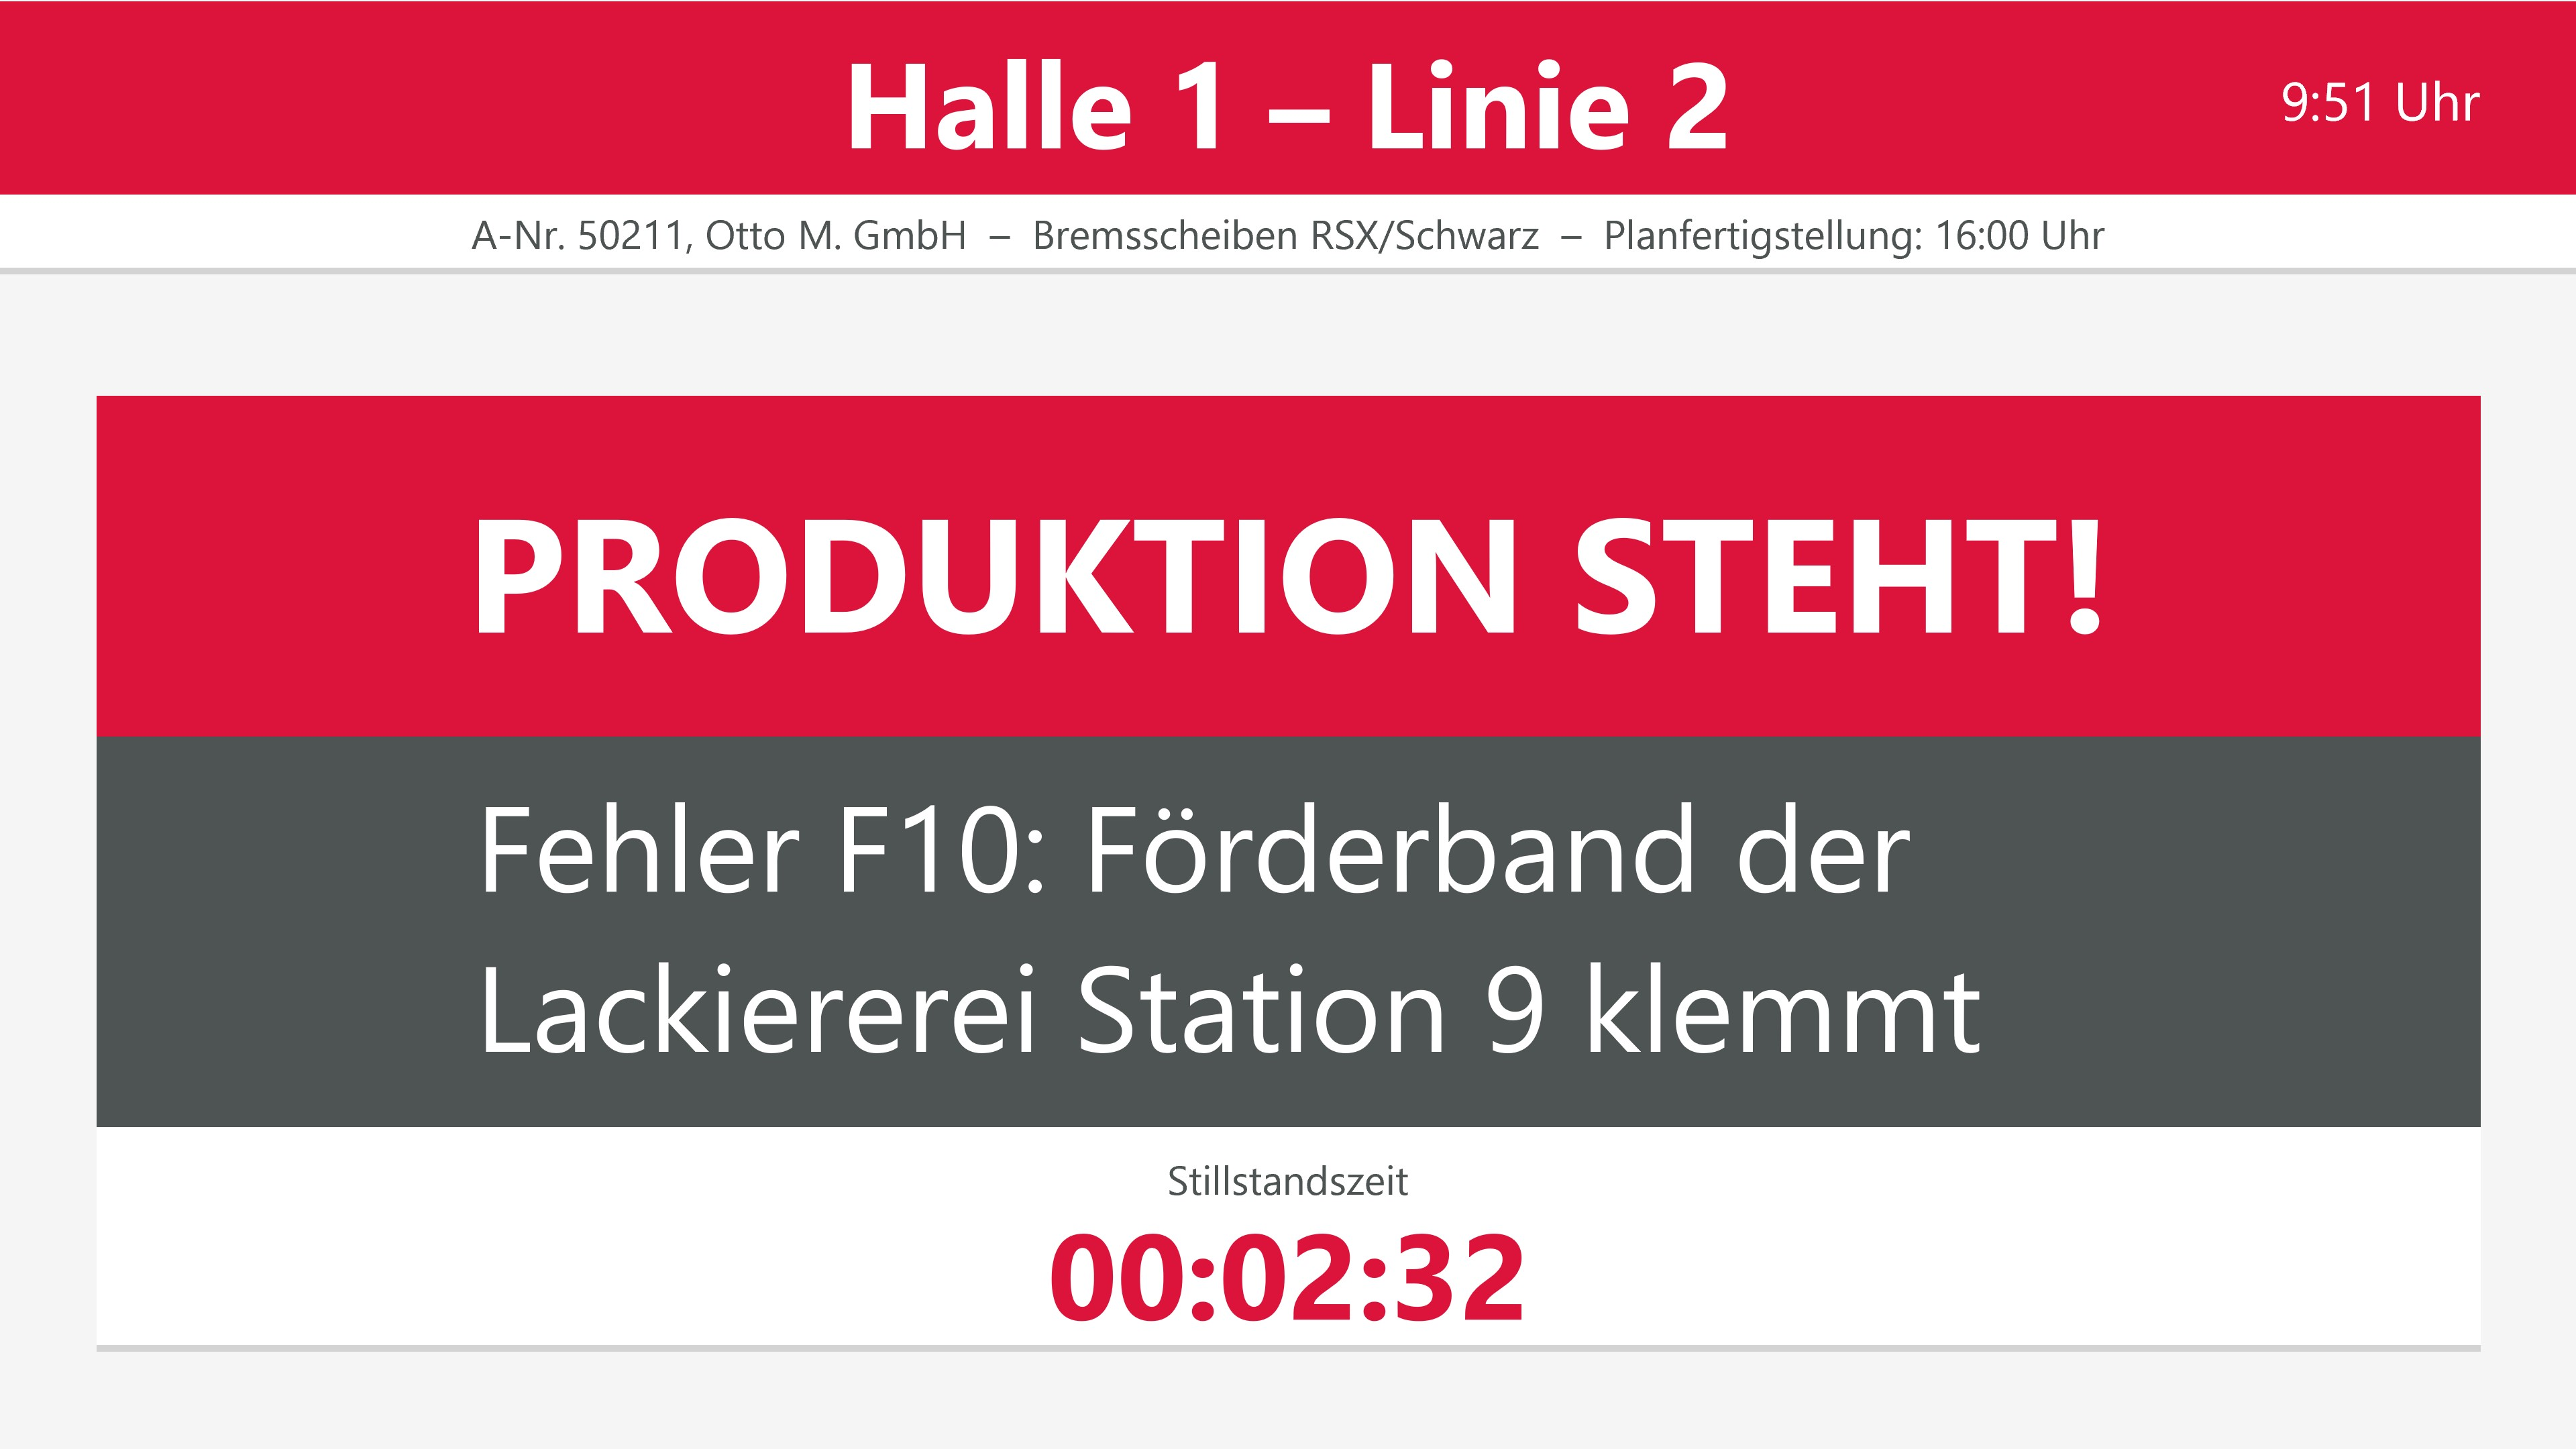 Halle 1 – Linie 2
9:51 Uhr
A-Nr. 50211, Otto M. GmbH – Bremsscheiben RSX/Schwarz – Planfertigstellung: 16:00 Uhr
PRODUKTION STEHT!
Fehler F10: Förderband der
Lackiererei Station 9 klemmt
Stillstandszeit
00:02:32